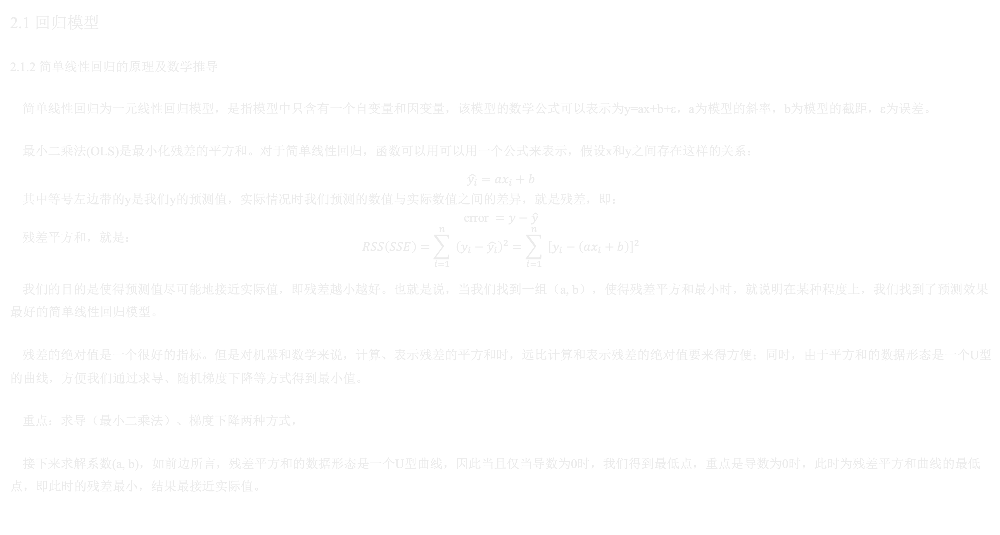 2.1 回归模型
2.1.2 简单线性回归的原理及数学推导
简单线性回归为一元线性回归模型，是指模型中只含有一个自变量和因变量，该模型的数学公式可以表示为y=ax+b+ε，a为模型的斜率，b为模型的截距，ε为误差。
最小二乘法(OLS)是最小化残差的平方和。对于简单线性回归，函数可以用可以用一个公式来表示，假设x和y之间存在这样的关系：
$\hat{y_i} = ax_i + b$
其中等号左边带的y是我们y的预测值，实际情况时我们预测的数值与实际数值之间的差异，就是残差，即：
error $= y - \hat{y}$
残差平方和，就是：
$RSS(SSE) = \sum_{i=1}^{n} (y_i - \hat{y_i})^2 = \sum_{i=1}^{n} [y_i - (ax_i + b)]^2$
我们的目的是使得预测值尽可能地接近实际值，即残差越小越好。也就是说，当我们找到一组（a, b），使得残差平方和最小时，就说明在某种程度上，我们找到了预测效果
最好的简单线性回归模型。
残差的绝对值是一个很好的指标。但是对机器和数学来说，计算、表示残差的平方和时，远比计算和表示残差的绝对值要来得方便；同时，由于平方和的数据形态是一个U型
的曲线，方便我们通过求导、随机梯度下降等方式得到最小值。
重点：求导（最小二乘法）、梯度下降两种方式，
接下来求解系数(a, b)，如前边所言，残差平方和的数据形态是一个U型曲线，因此当且仅当导数为0时，我们得到最低点，重点是导数为0时，此时为残差平方和曲线的最低
点，即此时的残差最小，结果最接近实际值。